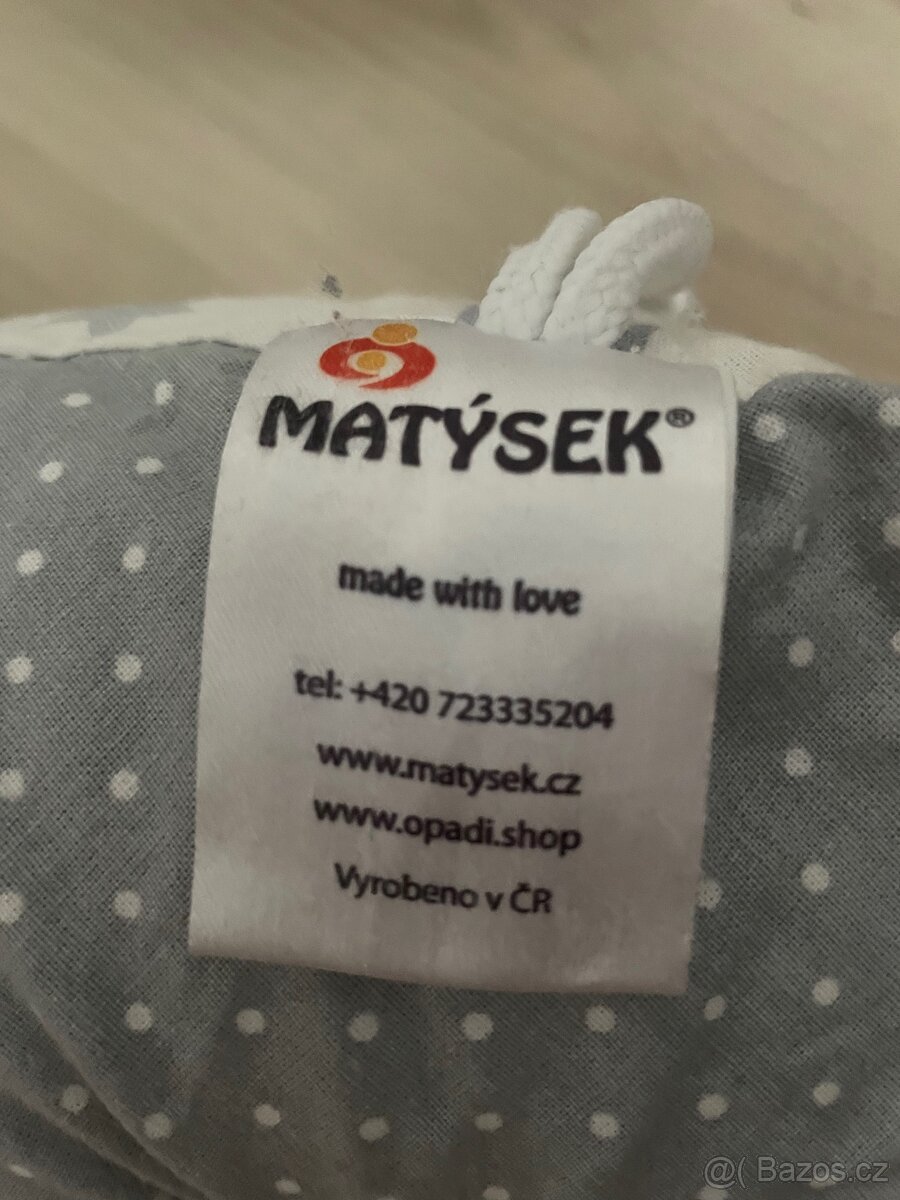 MATÝSEK®
made with love
tel: +420 723335204
www.matysek.cz
www.opadi.shop
Vyrobeno v ČR
@( Bazos.cz